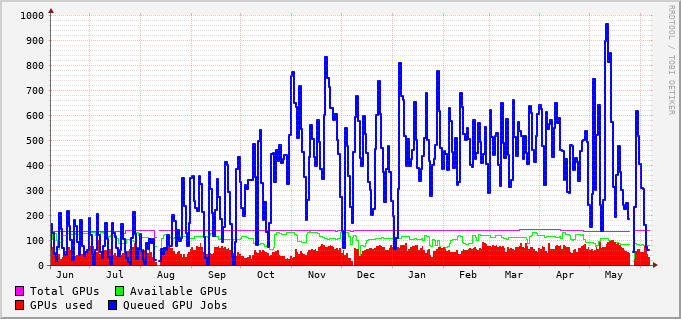 1000
900
800
700
600
500
400
300
200
100
0
Jun Jul Aug Sep Oct Nov Dec Jan Feb Mar Apr May
Total GPUs Available GPUs
GPUs used Queued GPU Jobs
RRDTOOL / TOBI OETIKER